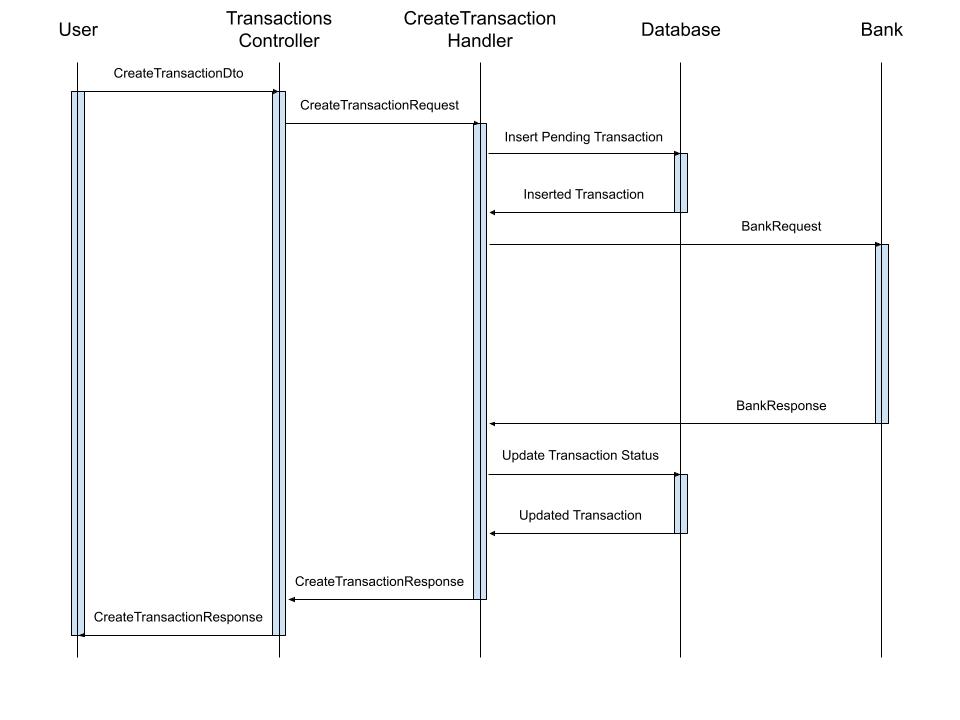 User
Transactions
Controller
CreateTransaction
Handler
Database
Bank
CreateTransactionDto
CreateTransactionRequest
Insert Pending Transaction
Inserted Transaction
BankRequest
BankResponse
Update Transaction Status
Updated Transaction
CreateTransactionResponse
CreateTransactionResponse